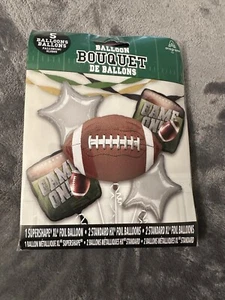 5
BALLOONS
BALLONS
BALLOON
BOUQUET
DE BALLONS
GAME
ON!
GAME
ON!
1 SUPERSHAPE® XL® FOIL BALLOON • 2 STANDARD HX® FOIL BALLOONS • 2 STANDARD XL® FOIL BALLOONS
1 BALLON MÉTALLIQUE XL® SUPERSHAPE® • 2 BALLONS MÉTALLIQUES HX® STANDARD • 2 BALLONS MÉTALLIQUES XL® STANDARD